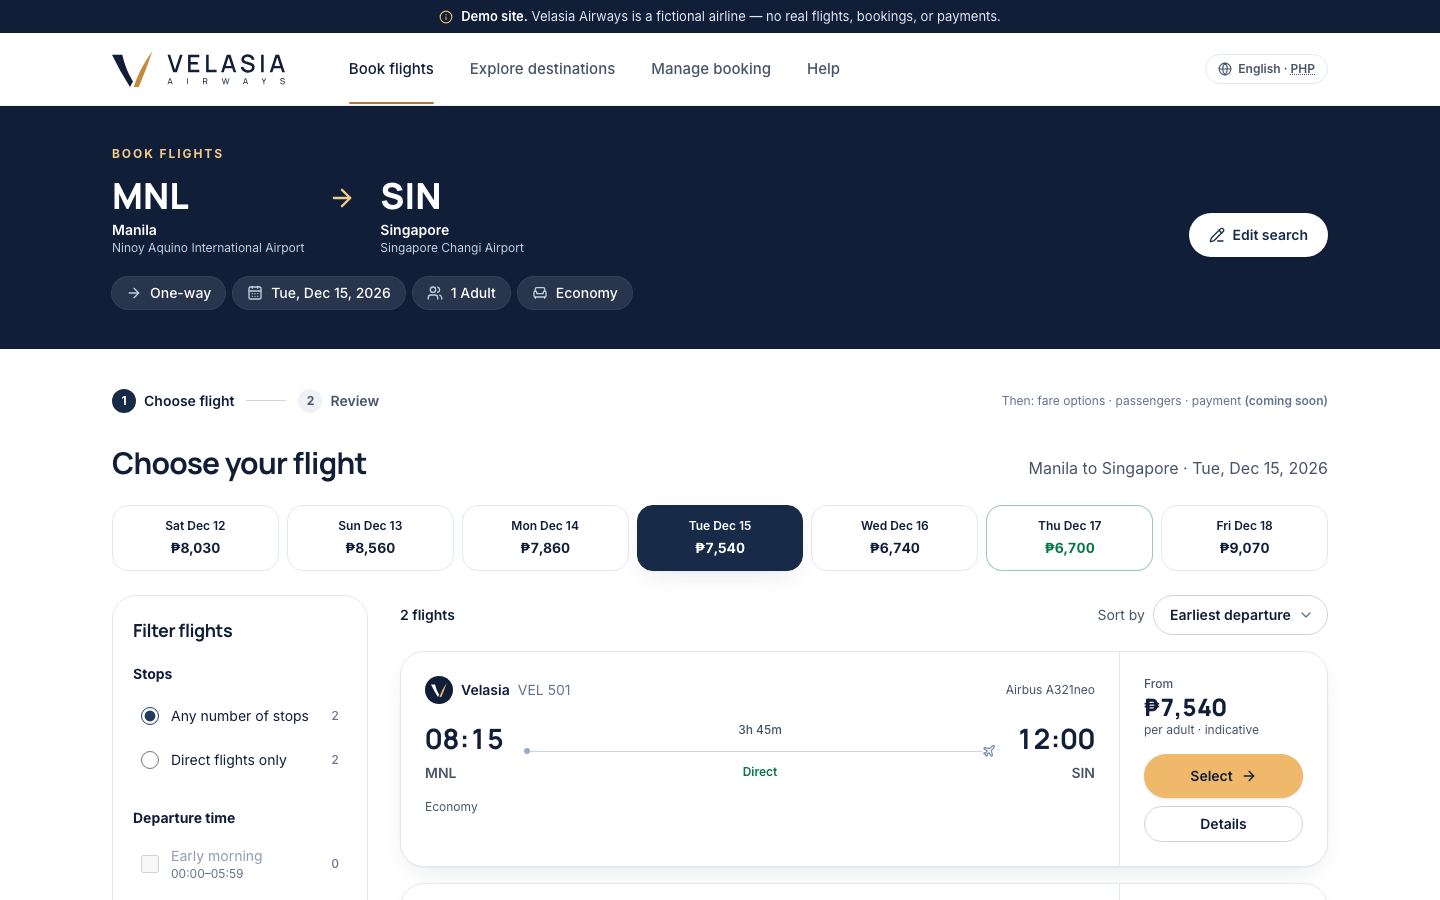 Demo site. Velasia Airways is a fictional airline — no real flights, bookings, or payments.
VELASIA
AIRWAYS
Book flights
Explore destinations
Manage booking
Help
English · PHP
BOOK FLIGHTS
MNL
SIN
Manila
Singapore
Ninoy Aquino International Airport
Singapore Changi Airport
Edit search
One-way
Tue, Dec 15, 2026
1 Adult
Economy
1 Choose flight
2 Review
Then: fare options · passengers · payment (coming soon)
Choose your flight
Manila to Singapore · Tue, Dec 15, 2026
Sat Dec 12
₱8,030
Sun Dec 13
₱8,560
Mon Dec 14
₱7,860
Tue Dec 15
₱7,540
Wed Dec 16
₱6,740
Thu Dec 17
₱6,700
Fri Dec 18
₱9,070
Filter flights
Stops
Any number of stops 2
Direct flights only 2
Departure time
Early morning 0
00:00–05:59
2 flights
Sort by Earliest departure
Velasia VEL 501
Airbus A321neo
08:15
3h 45m
12:00
MNL
Direct
SIN
Economy
From
₱7,540
per adult · indicative
Select
Details